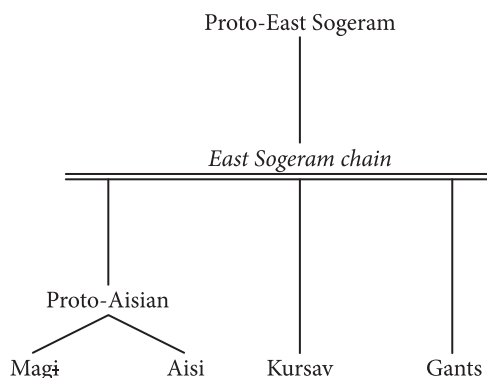 Proto-East Sogeram
East Sogeram chain
Proto-Aisian
Magɨ Aisi Kursav Gants